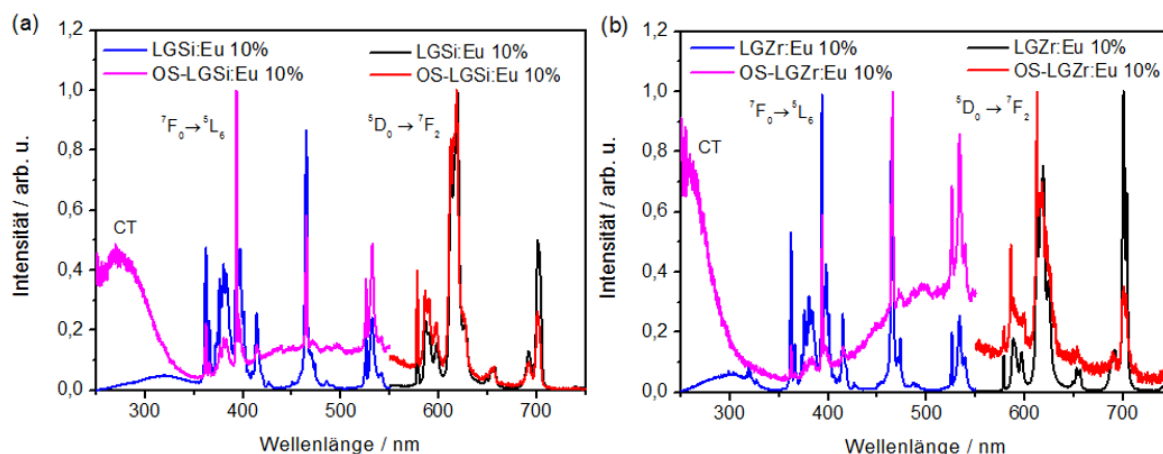 (a)
1,2
1,0
0,8
0,6
0,4
0,2
0,0
Intensität / arb. u.
LGSi:Eu 10%
OS-LGSi:Eu 10%
LGSi:Eu 10%
OS-LGSi:Eu 10%
⁷F₀→⁵L₆
⁵D₀→⁷F₂
CT
300 400 500 600 700
Wellenlänge / nm
(b)
1,2
1,0
0,8
0,6
0,4
0,2
0,0
Intensität / arb. u.
LGZr:Eu 10%
OS-LGZr:Eu 10%
LGZr:Eu 10%
OS-LGZr:Eu 10%
⁷F₀→⁵L₆
⁵D₀→⁷F₂
CT
300 400 500 600 700
Wellenlänge / nm